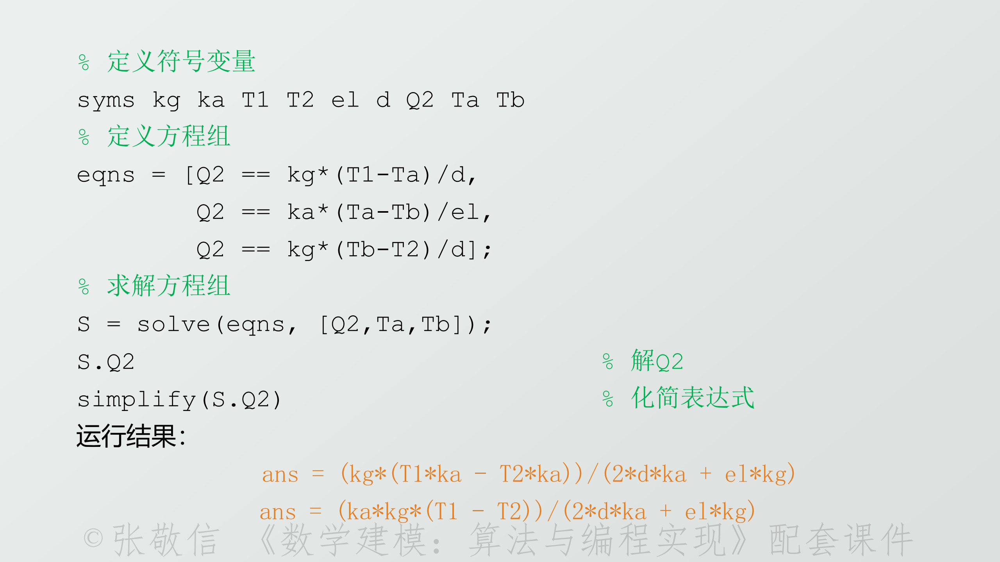 % 定义符号变量
syms kg ka T1 T2 el d Q2 Ta Tb
% 定义方程组
eqns = [Q2 == kg*(T1-Ta)/d,
        Q2 == ka*(Ta-Tb)/el,
        Q2 == kg*(Tb-T2)/d];
% 求解方程组
S = solve(eqns, [Q2,Ta,Tb]);
S.Q2 % 解Q2
simplify(S.Q2) % 化简表达式
运行结果：
ans = (kg*(T1*ka - T2*ka))/(2*d*ka + el*kg)
ans = (ka*kg*(T1 - T2))/(2*d*ka + el*kg)
©张敬信 《数学建模：算法与编程实现》配套课件